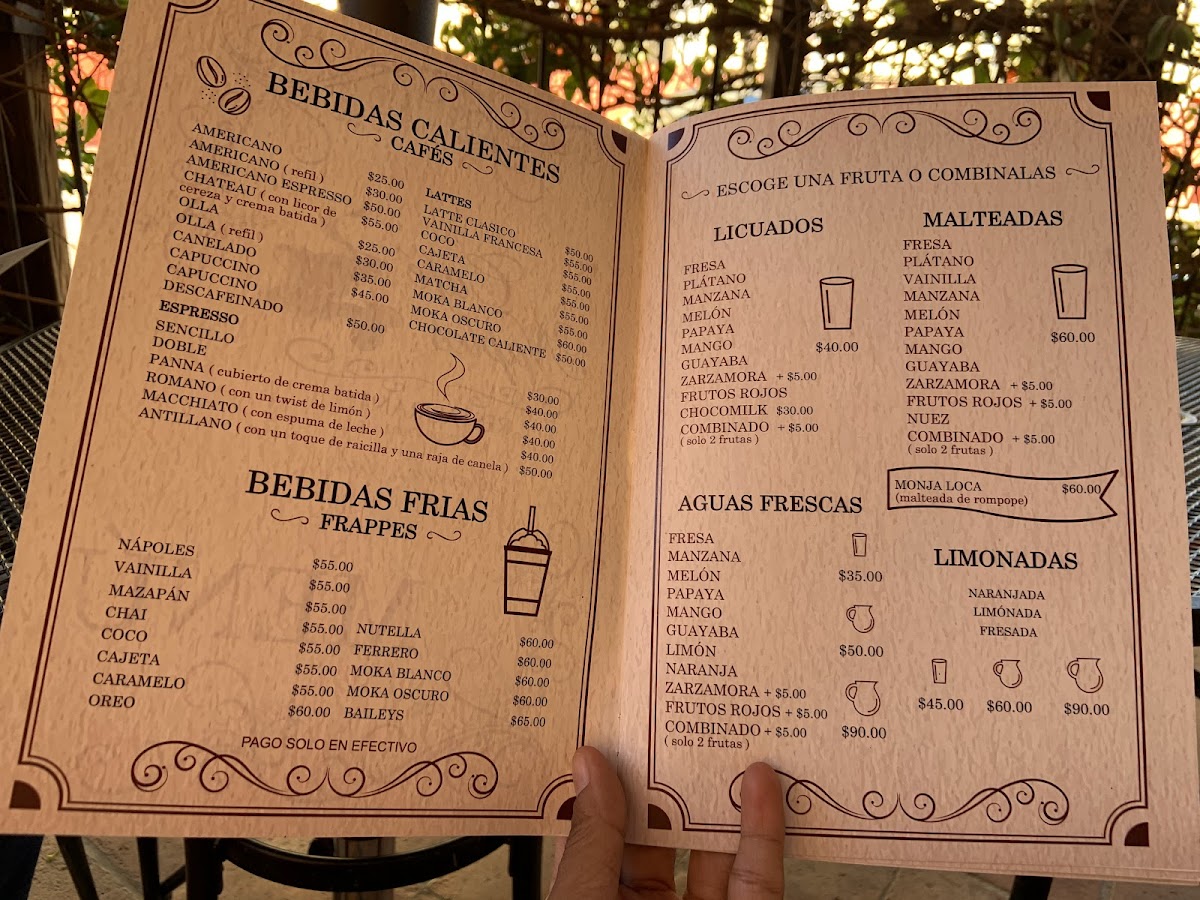 BEBIDAS CALIENTES
CAFÉS
AMERICANO $25.00
AMERICANO ( refil ) $30.00
AMERICANO ESPRESSO $50.00
CHATEAU ( con licor de
cereza y crema batida ) $55.00
OLLA $25.00
OLLA ( refil ) $30.00
CANELADO $35.00
CAPUCCINO $45.00
CAPUCCINO
DESCAFEINADO $50.00
LATTES
LATTE CLASICO $50.00
VAINILLA FRANCESA $55.00
COCO $55.00
CAJETA $55.00
CARAMELO $55.00
MATCHA $55.00
MOKA BLANCO $55.00
MOKA OSCURO $60.00
CHOCOLATE CALIENTE $50.00
ESPRESSO
SENCILLO $30.00
DOBLE $40.00
PANNA ( cubierto de crema batida ) $40.00
ROMANO ( con un twist de limón ) $40.00
MACCHIATO ( con espuma de leche ) $40.00
ANTILLANO ( con un toque de raicilla y una raja de canela ) $50.00
BEBIDAS FRIAS
FRAPPES
NÁPOLES $55.00
VAINILLA $55.00
MAZAPÁN $55.00
CHAI $55.00
COCO $55.00
CAJETA $55.00
CARAMELO $55.00
OREO $60.00
NUTELLA $60.00
FERRERO $60.00
MOKA BLANCO $60.00
MOKA OSCURO $60.00
BAILEYS $65.00
PAGO SOLO EN EFECTIVO
ESCOGE UNA FRUTA O COMBINALAS
LICUADOS
FRESA
PLÁTANO
MANZANA
MELÓN
PAPAYA
MANGO $40.00
GUAYABA
ZARZAMORA + $5.00
FRUTOS ROJOS
CHOCOMILK $30.00
COMBINADO + $5.00
( solo 2 frutas )
MALTEADAS
FRESA
PLÁTANO
VAINILLA
MANZANA
MELÓN
PAPAYA $60.00
MANGO
GUAYABA
ZARZAMORA + $5.00
FRUTOS ROJOS + $5.00
NUEZ
COMBINADO + $5.00
( solo 2 frutas )
MONJA LOCA $60.00
(malteada de rompope)
AGUAS FRESCAS
FRESA
MANZANA
MELÓN $35.00
PAPAYA
MANGO
GUAYABA
LIMÓN $50.00
NARANJA
ZARZAMORA + $5.00
FRUTOS ROJOS + $5.00
COMBINADO + $5.00 $90.00
( solo 2 frutas )
LIMONADAS
NARANJADA
LIMÓNADA
FRESADA
$45.00 $60.00 $90.00